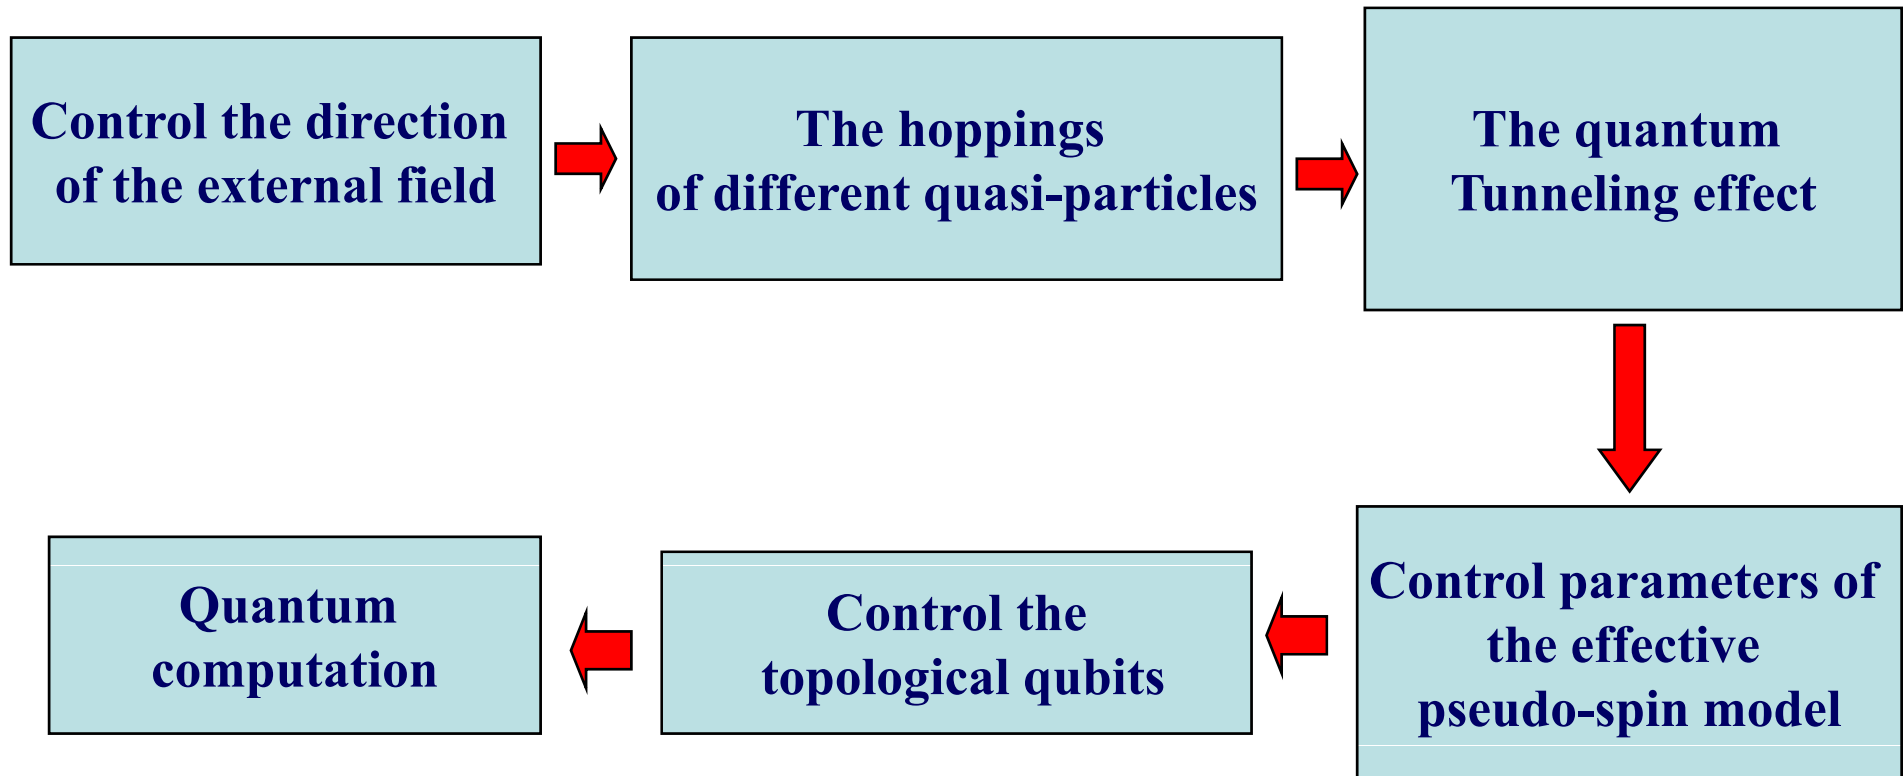 Control the direction
of the external field
The hoppings
of different quasi-particles
The quantum
Tunneling effect
Control parameters of
the effective
pseudo-spin model
Control the
topological qubits
Quantum
computation